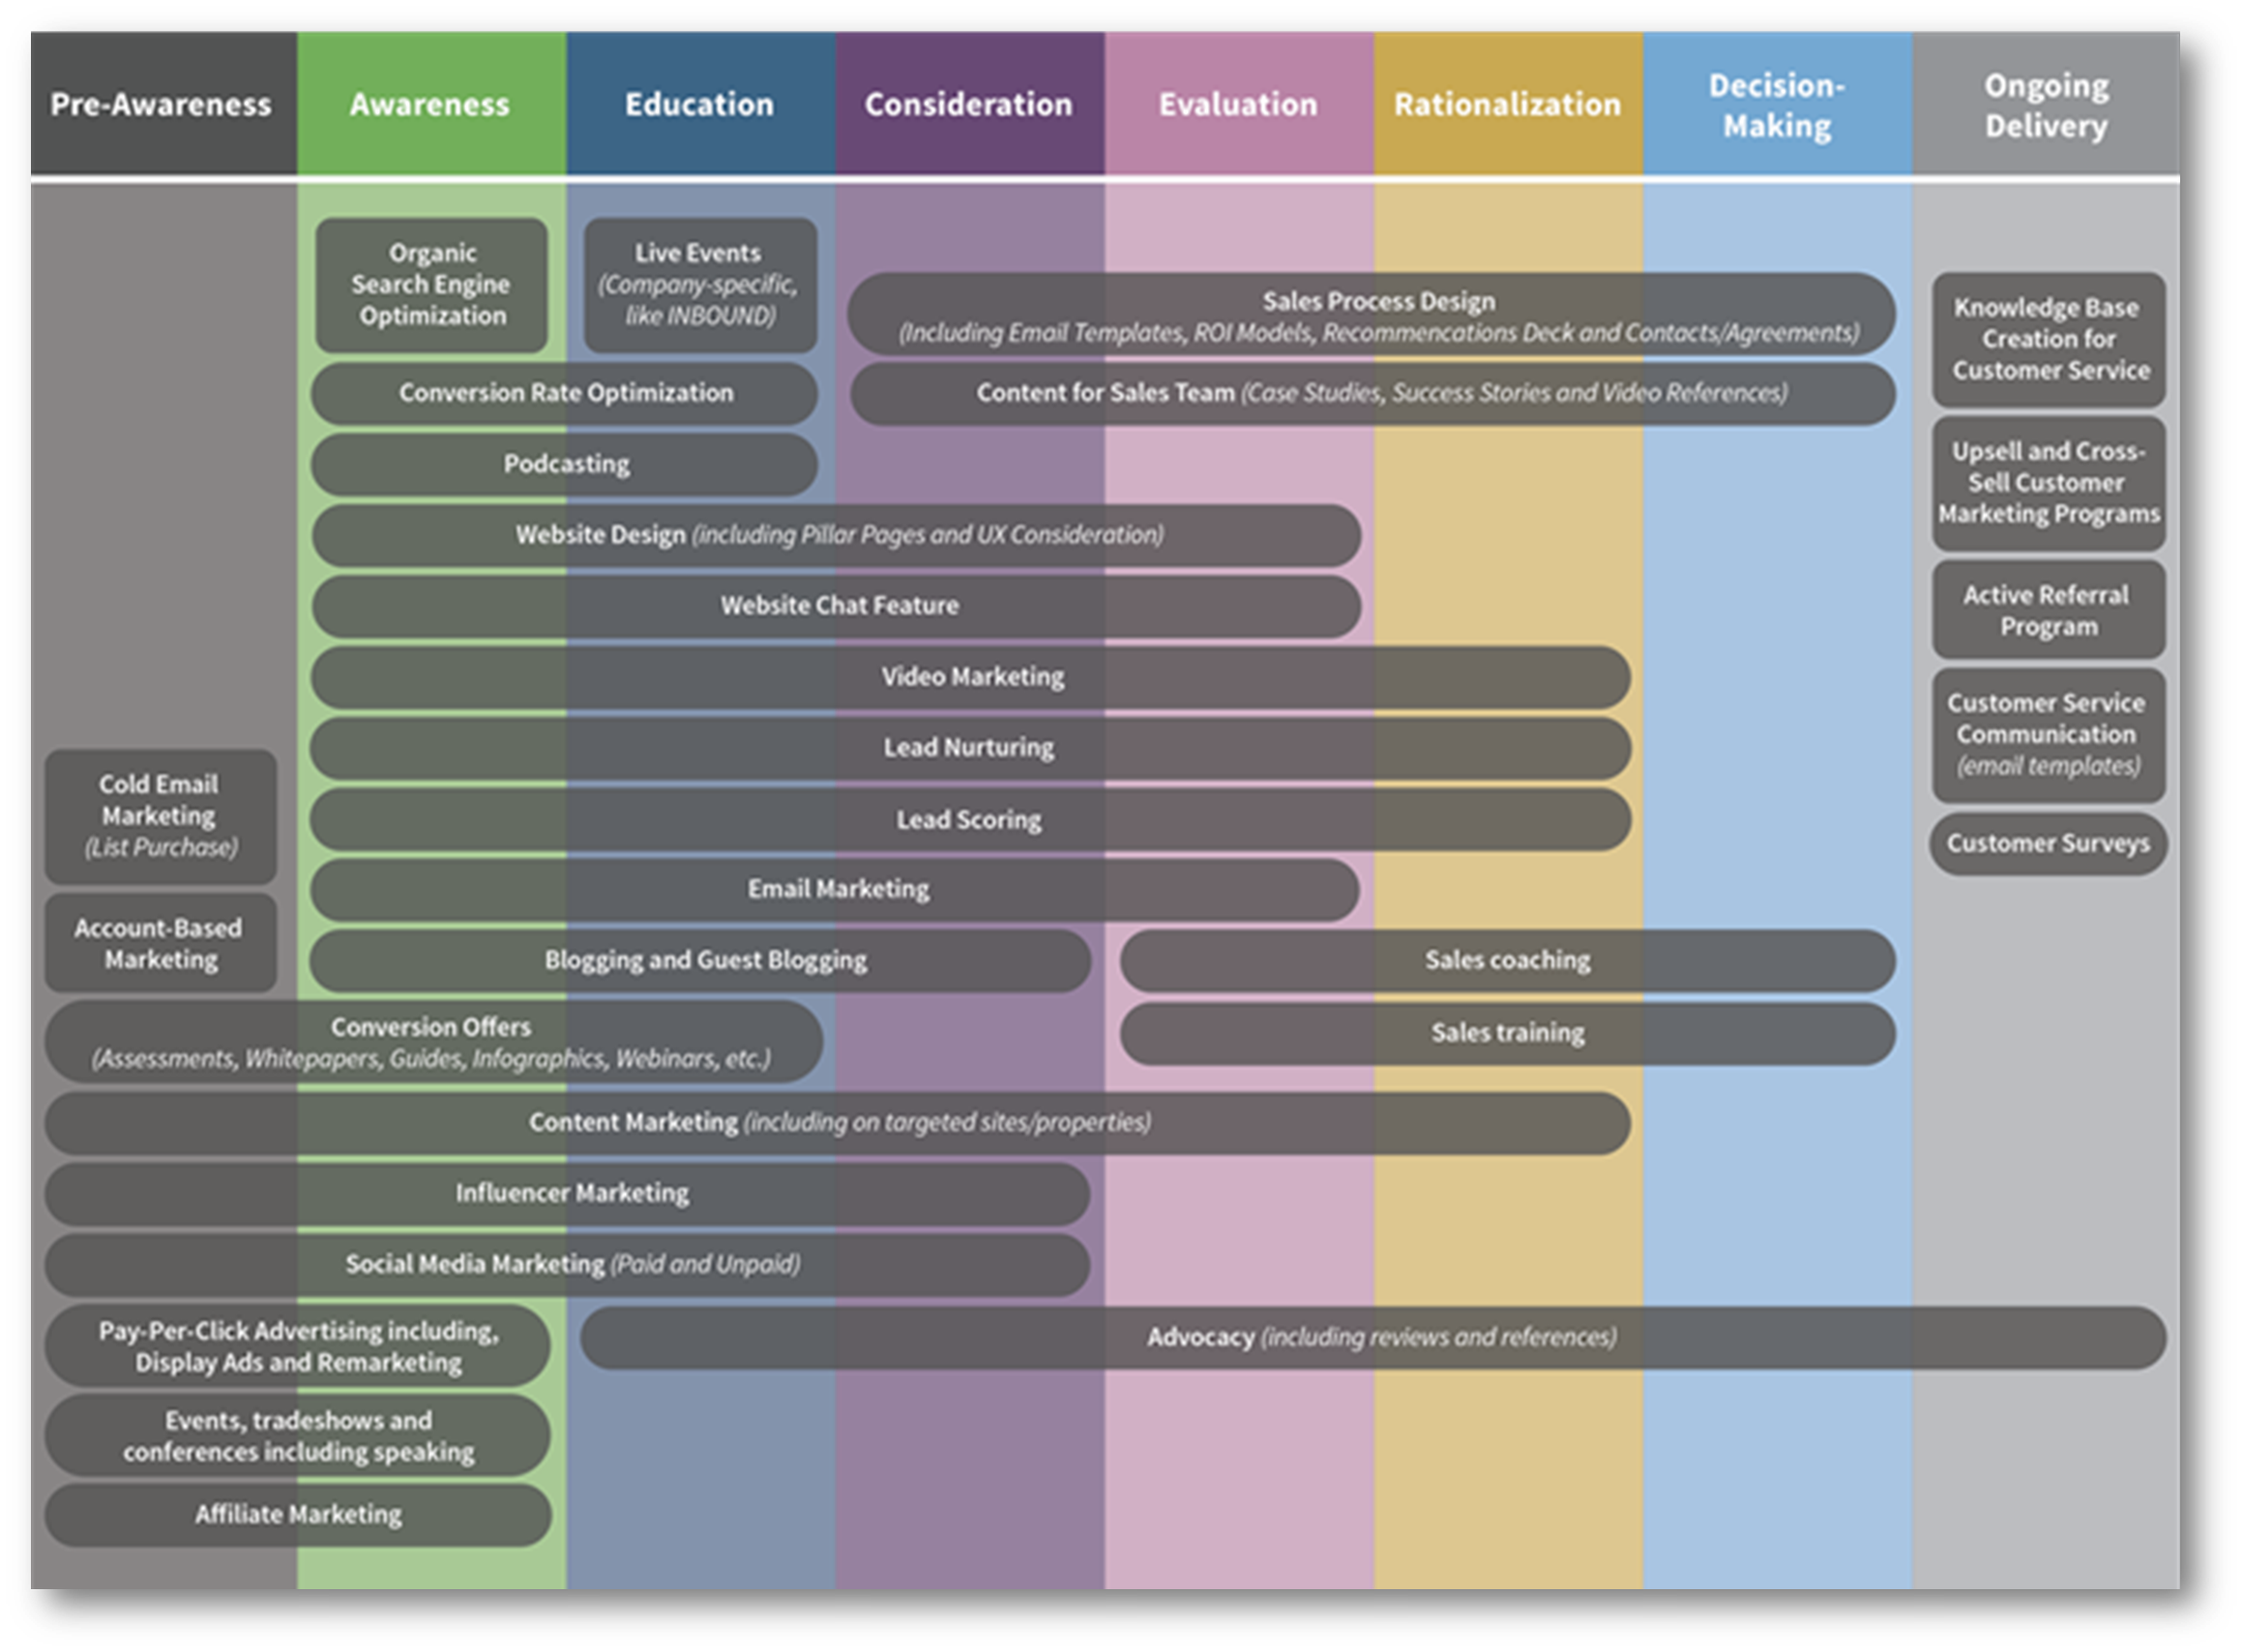 Pre-Awareness
Awareness
Education
Consideration
Evaluation
Rationalization
Decision-
Making
Ongoing
Delivery
Organic
Search Engine
Optimization
Live Events
(Company-specific,
like INBOUND)
Sales Process Design
(Including Email Templates, ROI Models, Recommencations Deck and Contacts/Agreements)
Knowledge Base
Creation for
Customer Service
Conversion Rate Optimization
Content for Sales Team (Case Studies, Success Stories and Video References)
Podcasting
Upsell and Cross-
Sell Customer
Marketing Programs
Website Design (including Pillar Pages and UX Consideration)
Website Chat Feature
Active Referral
Program
Video Marketing
Lead Nurturing
Customer Service
Communication
(email templates)
Cold Email
Marketing
(List Purchase)
Lead Scoring
Customer Surveys
Email Marketing
Account-Based
Marketing
Blogging and Guest Blogging
Sales coaching
Conversion Offers
(Assessments, Whitepapers, Guides, Infographics, Webinars, etc.)
Sales training
Content Marketing (including on targeted sites/properties)
Influencer Marketing
Social Media Marketing (Paid and Unpaid)
Pay-Per-Click Advertising including,
Display Ads and Remarketing
Advocacy (including reviews and references)
Events, tradeshows and
conferences including speaking
Affiliate Marketing